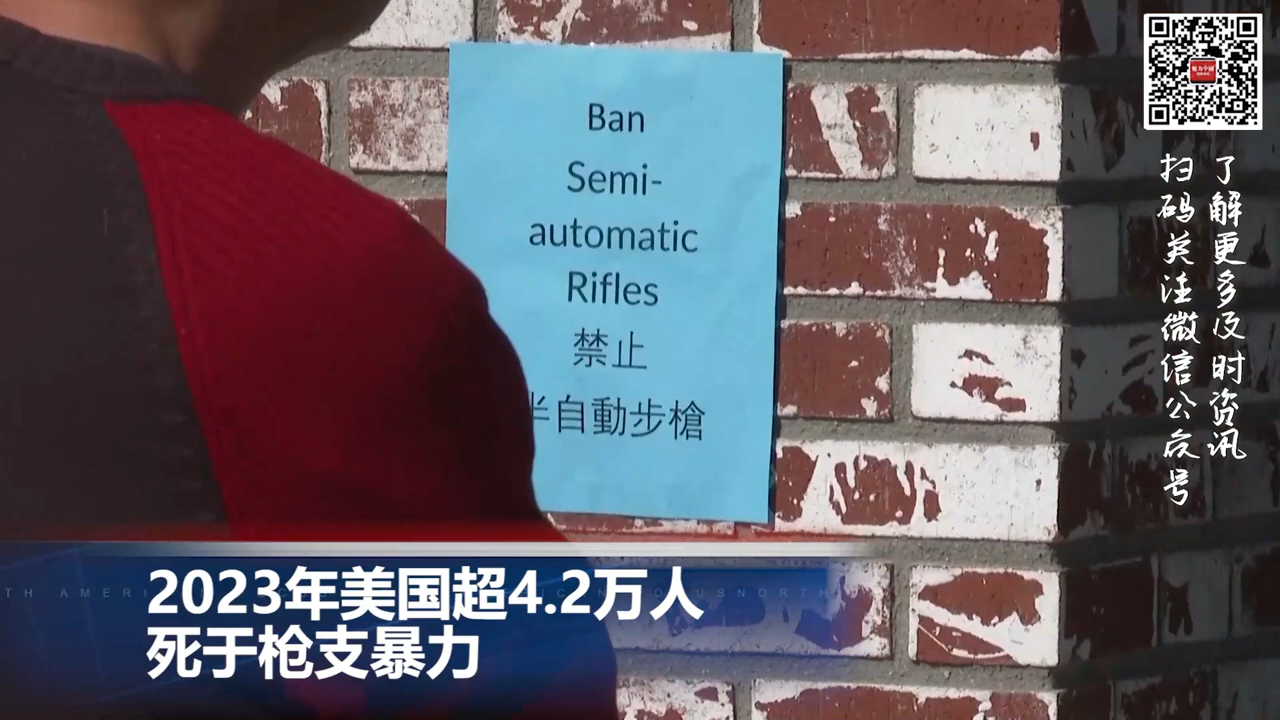 Ban
Semi-
automatic
Rifles
禁止
半自動步槍
了解更多及时资讯
扫码关注微信公众号
2023年美国超4.2万人
死于枪支暴力